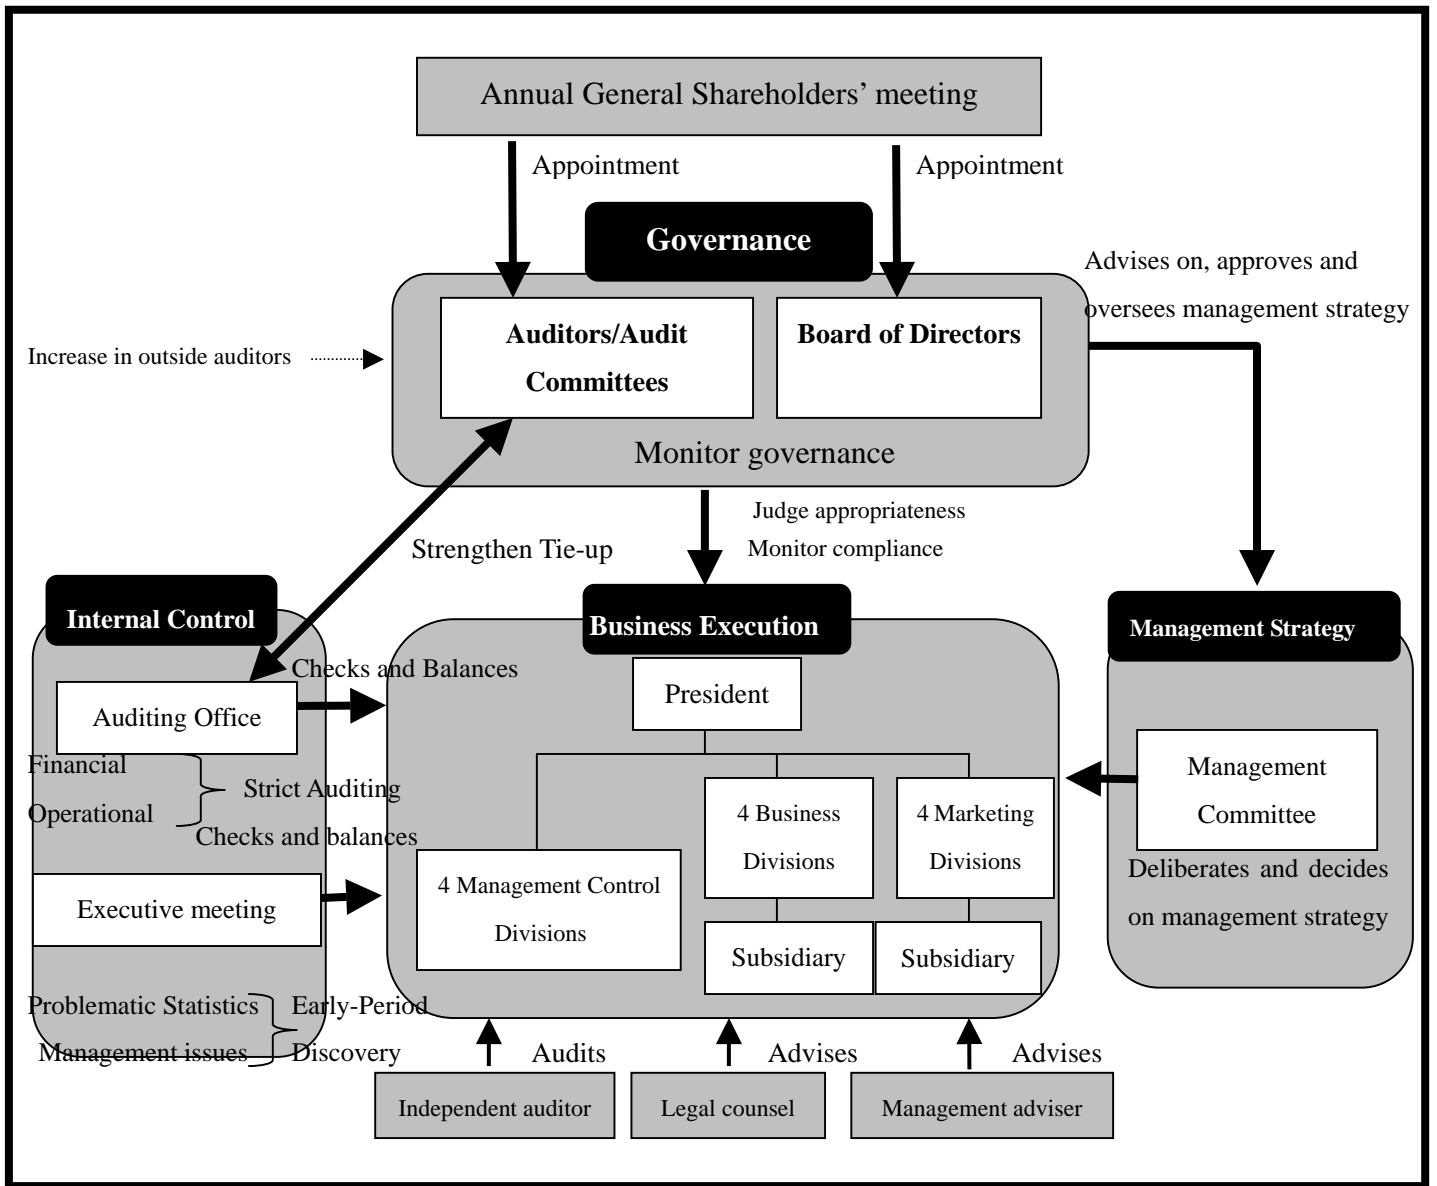 Annual General Shareholders’ meeting
Appointment
Appointment
Governance
Advises on, approves and
oversees management strategy
Auditors/Audit
Committees
Board of Directors
Increase in outside auditors
Monitor governance
Judge appropriateness
Monitor compliance
Strengthen Tie-up
Internal Control
Business Execution
Management Strategy
Checks and Balances
President
Auditing Office
Financial
Operational
Strict Auditing
Checks and balances
4 Business
Divisions
4 Marketing
Divisions
Management
Committee
4 Management Control
Divisions
Deliberates and decides
on management strategy
Executive meeting
Subsidiary
Subsidiary
Problematic Statistics
Management issues
Early-Period
Discovery
Audits
Advises
Advises
Independent auditor
Legal counsel
Management adviser